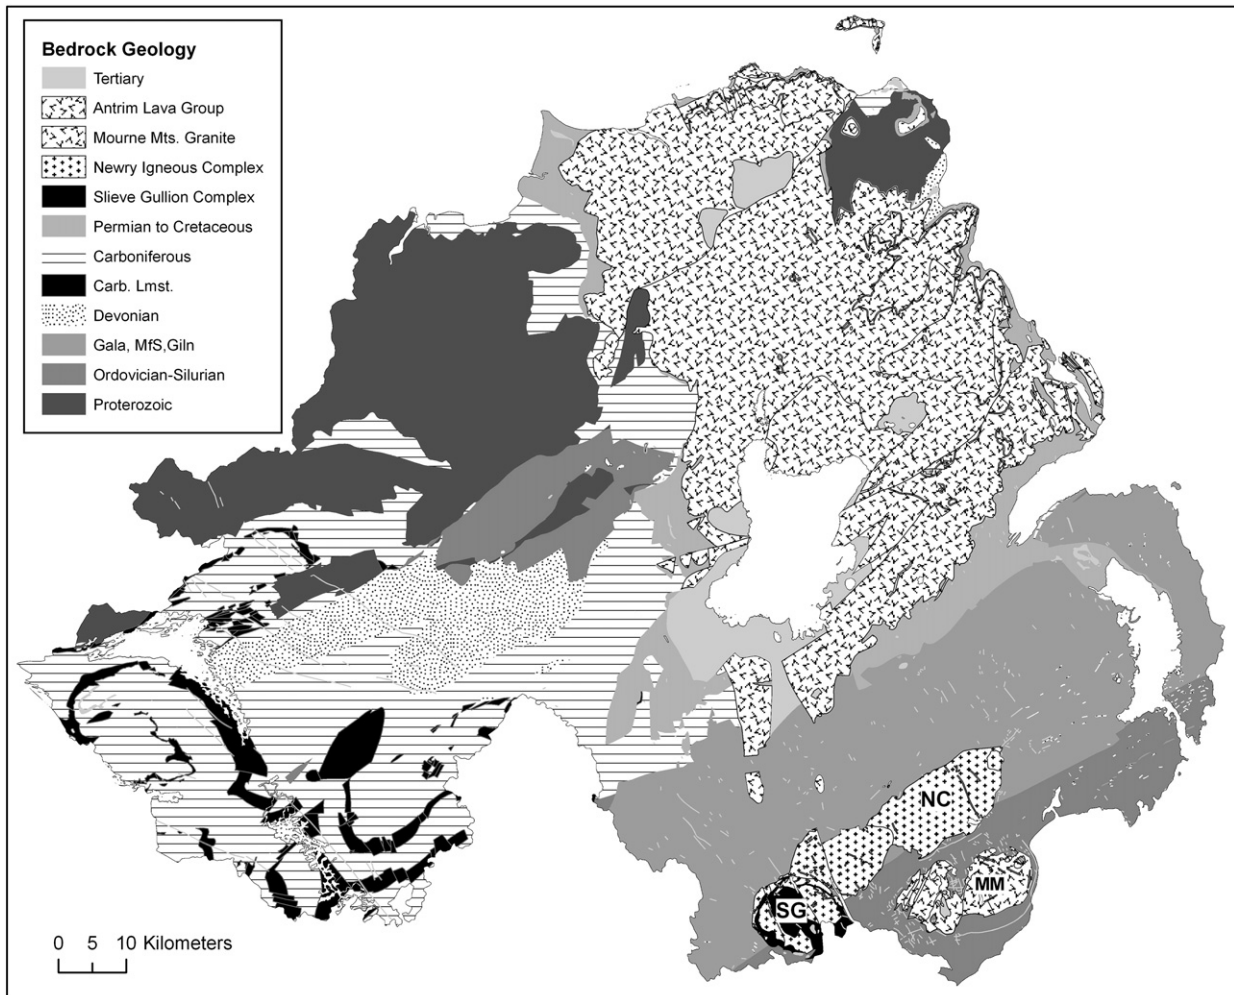 Bedrock Geology
Tertiary
Antrim Lava Group
Mourne Mts. Granite
Newry Igneous Complex
Slieve Gullion Complex
Permian to Cretaceous
Carboniferous
Carb. Lmst.
Devonian
Gala, MfS,Giln
Ordovician-Silurian
Proterozoic
NC
MM
SG
0 5 10 Kilometers